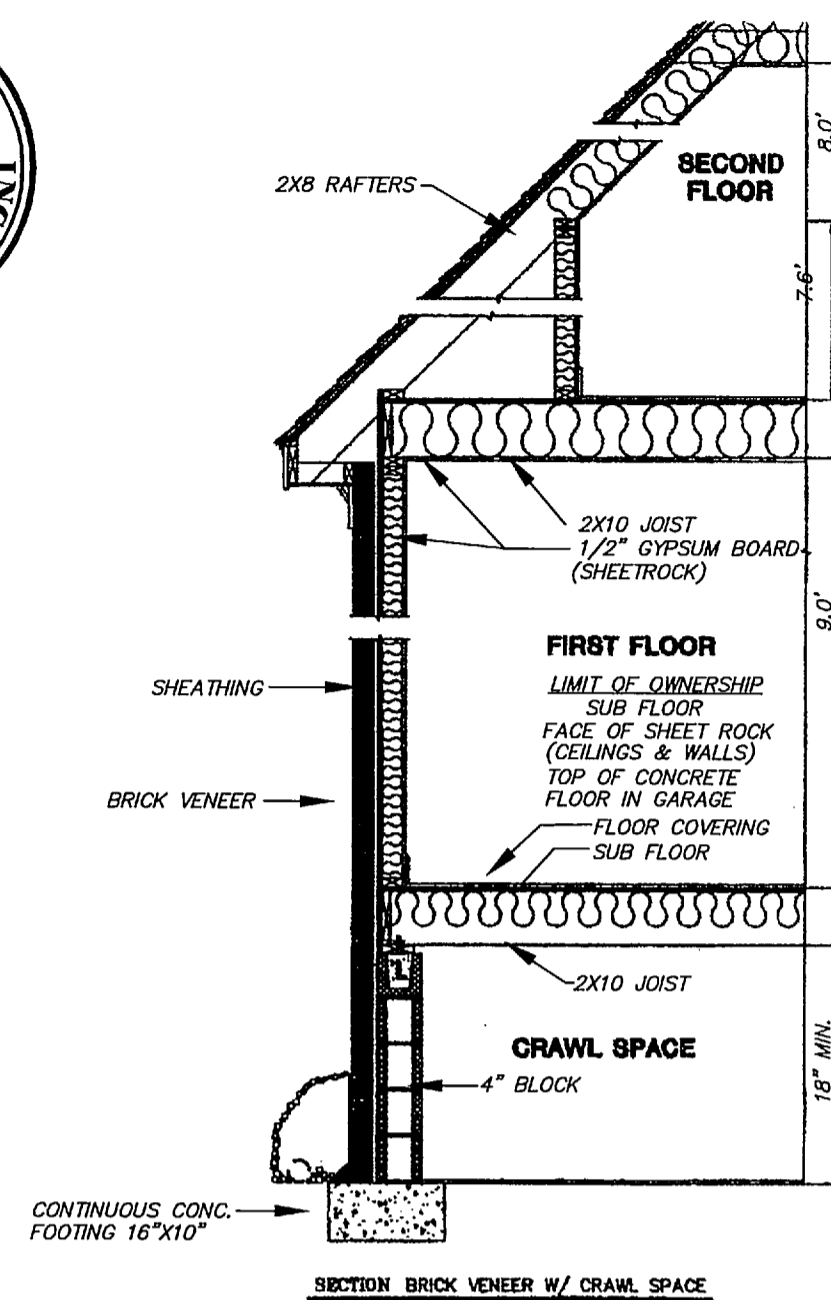 INC
8.0'
SECOND
FLOOR
2X8 RAFTERS
7.6'
2X10 JOIST
1/2" GYPSUM BOARD
(SHEETROCK)
9.0'
FIRST FLOOR
SHEATHING
LIMIT OF OWNERSHIP
SUB FLOOR
FACE OF SHEET ROCK
(CEILINGS & WALLS)
TOP OF CONCRETE
FLOOR IN GARAGE
BRICK VENEER
FLOOR COVERING
SUB FLOOR
2X10 JOIST
CRAWL SPACE
18" MIN.
4" BLOCK
CONTINUOUS CONC.
FOOTING 16"X10"
SECTION BRICK VENEER W/ CRAWL SPACE